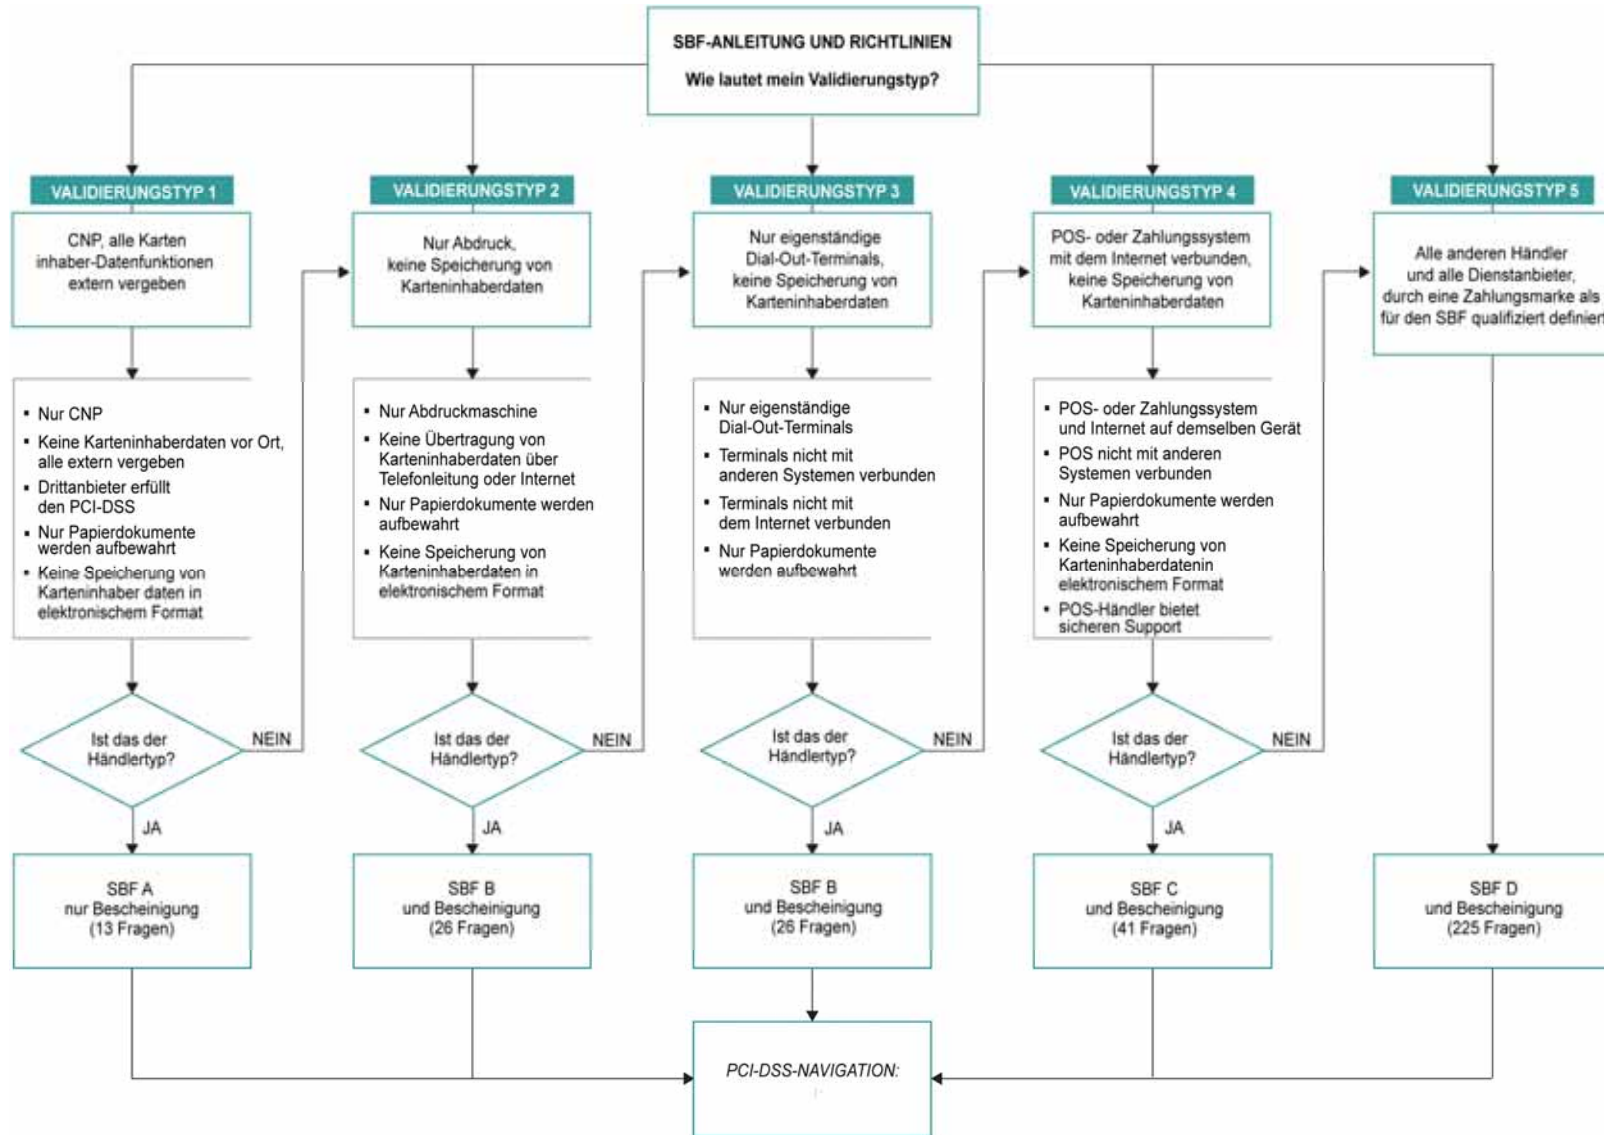 SBF-ANLEITUNG UND RICHTLINIEN
Wie lautet mein Validierungstyp?
VALIDIERUNGSTYP 1
CNP, alle Karten
inhaber-Datenfunktionen
extern vergeben
▪ Nur CNP
▪ Keine Karteninhaberdaten vor Ort,
alle extern vergeben
▪ Drittanbieter erfüllt
den PCI-DSS
▪ Nur Papierdokumente
werden aufbewahrt
▪ Keine Speicherung von
Karteninhaber daten in
elektronischem Format
Ist das der
Händlertyp?
NEIN
JA
SBF A
nur Bescheinigung
(13 Fragen)
VALIDIERUNGSTYP 2
Nur Abdruck,
keine Speicherung von
Karteninhaberdaten
▪ Nur Abdruckmaschine
▪ Keine Übertragung von
Karteninhaberdaten über
Telefonleitung oder Internet
▪ Nur Papierdokumente werden
aufbewahrt
▪ Keine Speicherung von
Karteninhaberdaten in
elektronischem Format
Ist das der
Händlertyp?
NEIN
JA
SBF B
und Bescheinigung
(26 Fragen)
VALIDIERUNGSTYP 3
Nur eigenständige
Dial-Out-Terminals,
keine Speicherung von
Karteninhaberdaten
▪ Nur eigenständige
Dial-Out-Terminals
▪ Terminals nicht mit
anderen Systemen verbunden
▪ Terminals nicht mit
dem Internet verbunden
▪ Nur Papierdokumente
werden aufbewahrt
Ist das der
Händlertyp?
NEIN
JA
SBF B
und Bescheinigung
(26 Fragen)
VALIDIERUNGSTYP 4
POS- oder Zahlungssystem
mit dem Internet verbunden,
keine Speicherung von
Karteninhaberdaten
▪ POS- oder Zahlungssystem
und Internet auf demselben Gerät
▪ POS nicht mit anderen
Systemen verbunden
▪ Nur Papierdokumente werden
aufbewahrt
▪ Keine Speicherung von
Karteninhaberdatenin
elektronischem Format
▪ POS-Händler bietet
sicheren Support
Ist das der
Händlertyp?
NEIN
JA
SBF C
und Bescheinigung
(41 Fragen)
VALIDIERUNGSTYP 5
Alle anderen Händler
und alle Dienstanbieter,
durch eine Zahlungsmarke als
für den SBF qualifiziert definiert
SBF D
und Bescheinigung
(225 Fragen)
PCI-DSS-NAVIGATION: